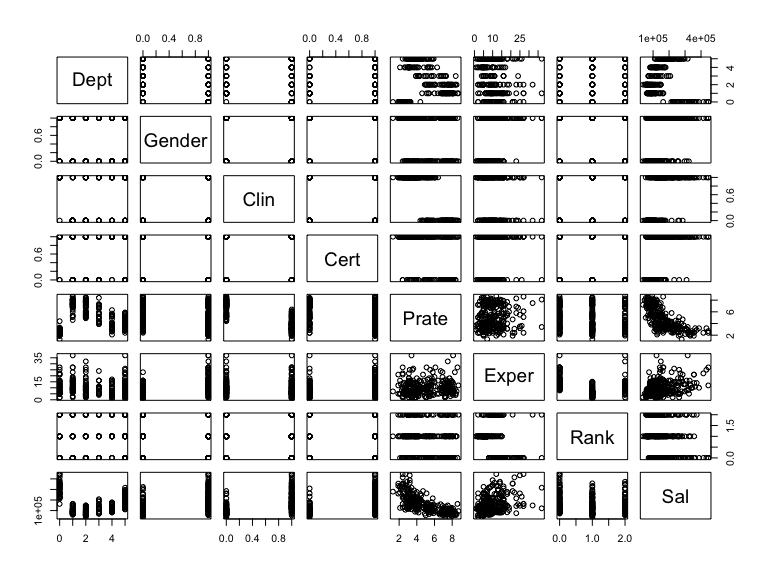 0.0 0.4 0.8 0.0 0.4 0.8 0 10 25 1e+05 4e+05
Dept 0 2 4
0.0 0.6 Gender
Clin 0.0 0.6
0.0 0.6 Cert
Prate 2 6
0 15 35 Exper
Rank 0.0 1.5
1e+05 Sal
0 2 4 0.0 0.4 0.8 2 4 6 8 0.0 1.0 2.0